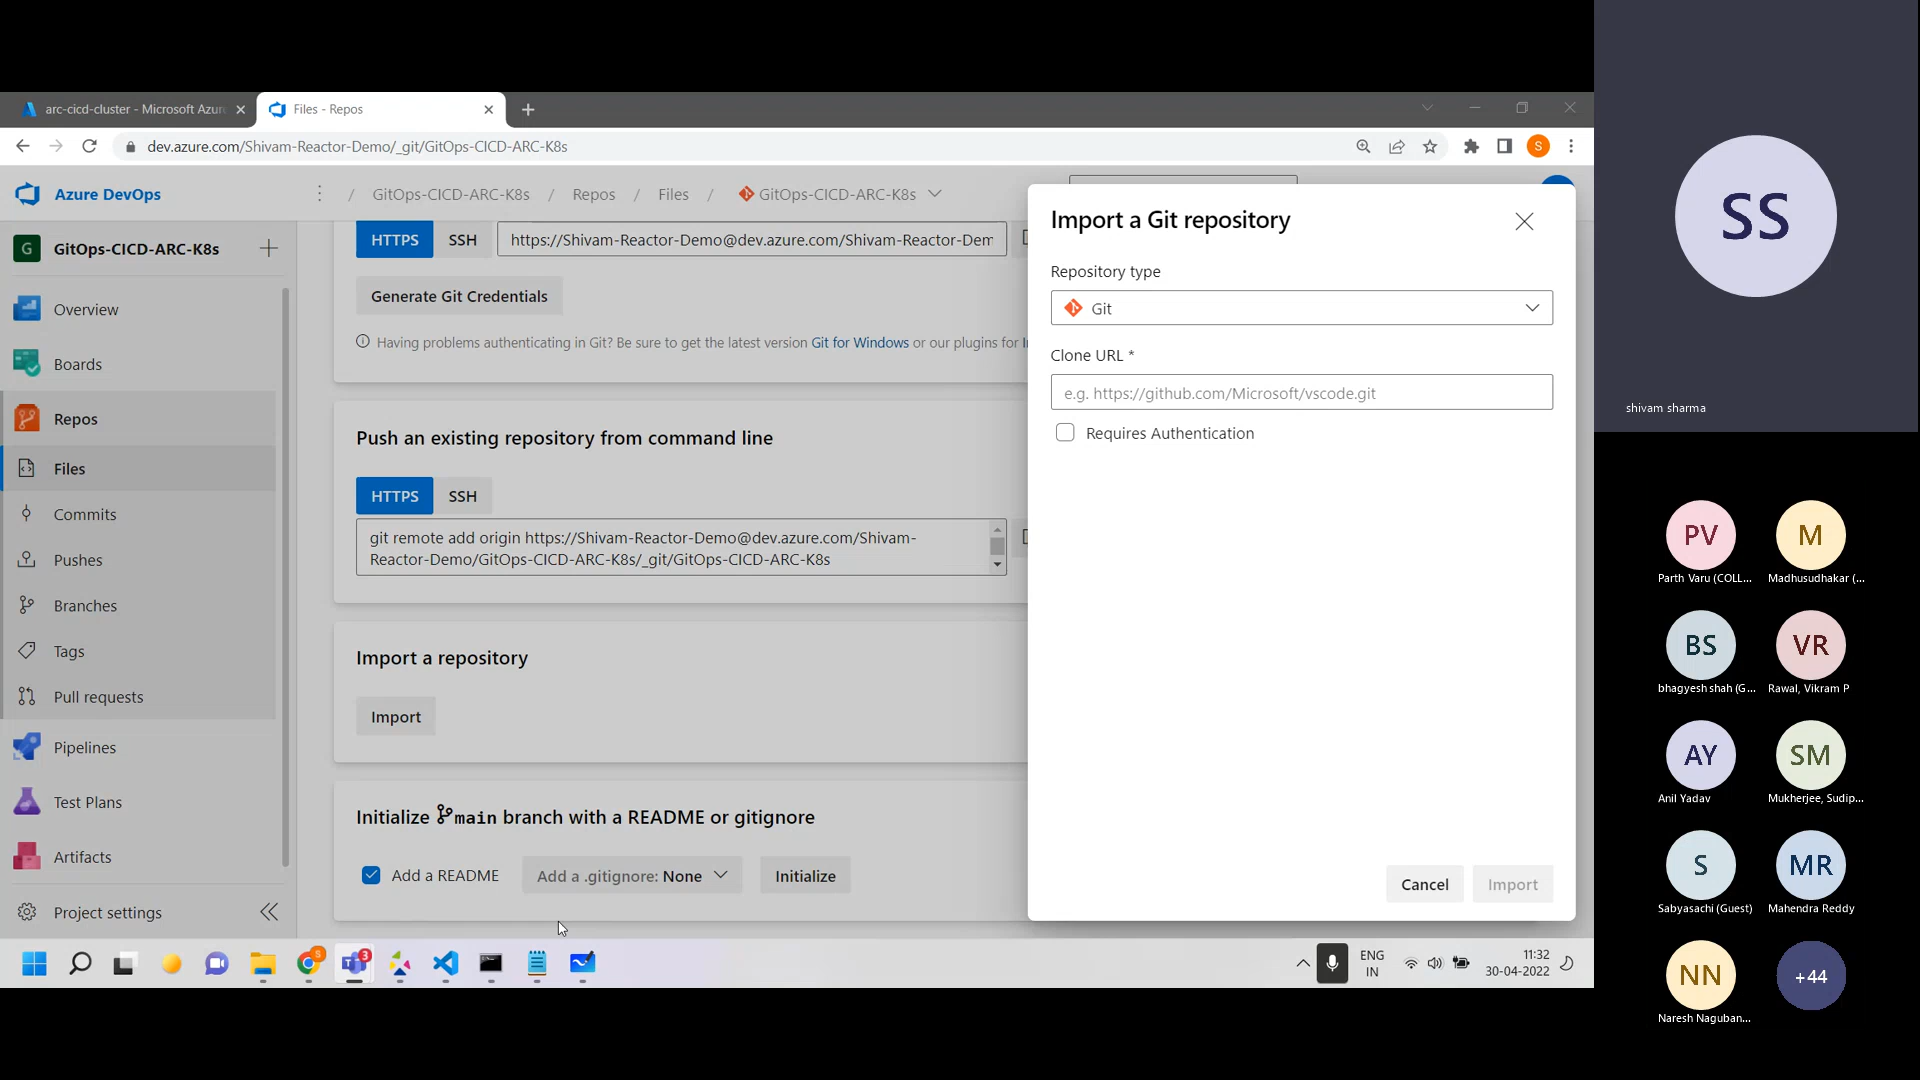 arc-cicd-cluster - Microsoft Azur
Files - Repos
dev.azure.com/Shivam-Reactor-Demo/_git/GitOps-CICD-ARC-K8s
S
Azure DevOps
/ GitOps-CICD-ARC-K8s / Repos / Files / GitOps-CICD-ARC-K8s
G GitOps-CICD-ARC-K8s
Overview
Boards
Repos
Files
Commits
Pushes
Branches
Tags
Pull requests
Pipelines
Test Plans
Artifacts
Project settings
HTTPS SSH https://Shivam-Reactor-Demo@dev.azure.com/Shivam-Reactor-Dem
Generate Git Credentials
Having problems authenticating in Git? Be sure to get the latest version Git for Windows or our plugins for
Push an existing repository from command line
HTTPS SSH
git remote add origin https://Shivam-Reactor-Demo@dev.azure.com/Shivam-
Reactor-Demo/GitOps-CICD-ARC-K8s/_git/GitOps-CICD-ARC-K8s
Import a repository
Import
Initialize main branch with a README or gitignore
Add a README Add a .gitignore: None Initialize
Import a Git repository
Repository type
Git
Clone URL *
e.g. https://github.com/Microsoft/vscode.git
Requires Authentication
Cancel Import
S
3
ENG
IN
11:32
30-04-2022
SS
shivam sharma
PV M
Parth Varu (COLL... Madhusudhakar (...
BS VR
bhagyesh shah (G... Rawal, Vikram P
AY SM
Anil Yadav Mukherjee, Sudip...
S MR
Sabyasachi (Guest) Mahendra Reddy
NN +44
Naresh Naguban...